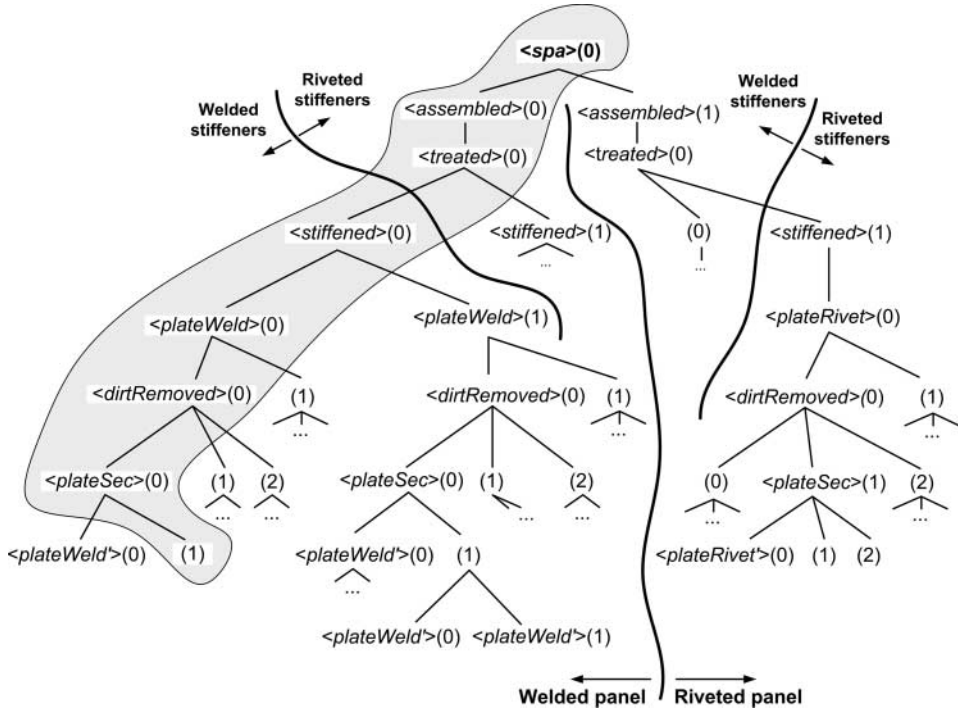 <spa>(0)
Riveted
stiffeners
Welded
stiffeners
Welded
stiffeners
Riveted
stiffeners
<assembled>(0)
<assembled>(1)
<treated>(0)
<treated>(0)
<stiffened>(0)
<stiffened>(1)
...
(0)
...
<stiffened>(1)
<plateWeld>(0)
<plateWeld>(1)
<plateRivet>(0)
<dirtRemoved>(0)
(1)
...
<dirtRemoved>(0)
(1)
...
<dirtRemoved>(0)
(1)
...
<plateSec>(0)
(1)
...
(2)
...
<plateSec>(0)
(1)
...
(2)
...
(0)
...
<plateSec>(1)
(2)
...
<plateWeld'>(0)
(1)
<plateWeld'>(0)
...
(1)
<plateRivet'>(0)
(1)
(2)
<plateWeld'>(0)
<plateWeld'>(1)
Welded panel
Riveted panel